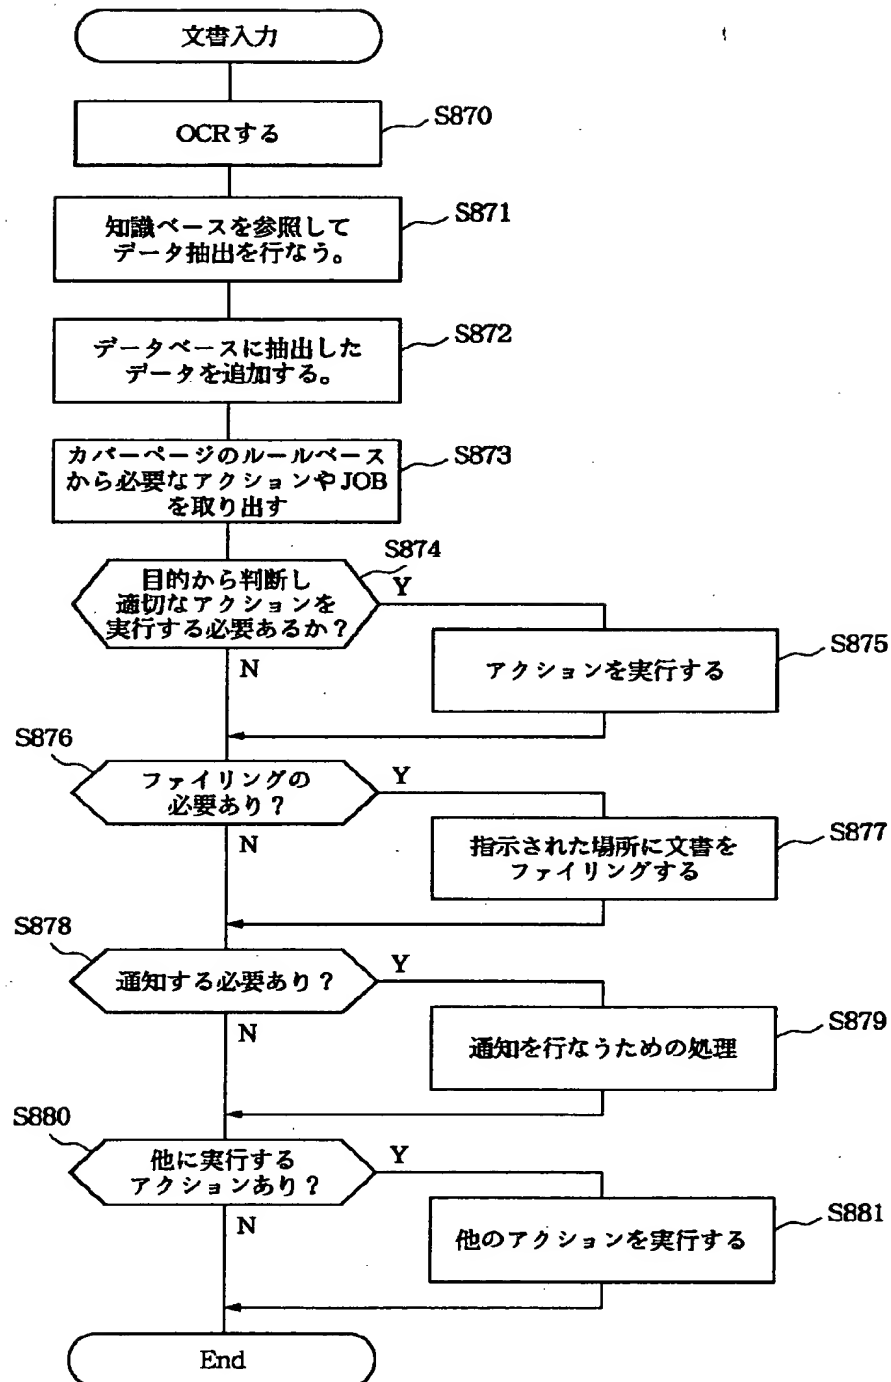 文書入力
OCRする
S870
知識ベースを参照して
データ抽出を行なう。
S871
データベースに抽出した
データを追加する。
S872
カバーページのルールベース
から必要なアクションやJOB
を取り出す
S873
S874
目的から判断し
適切なアクションを
実行する必要あるか?
Y
N
アクションを実行する
S875
S876
ファイリングの
必要あり?
Y
N
指示された場所に文書を
ファイリングする
S877
S878
通知する必要あり?
Y
N
通知を行なうための処理
S879
S880
他に実行する
アクションあり?
Y
N
他のアクションを実行する
S881
End